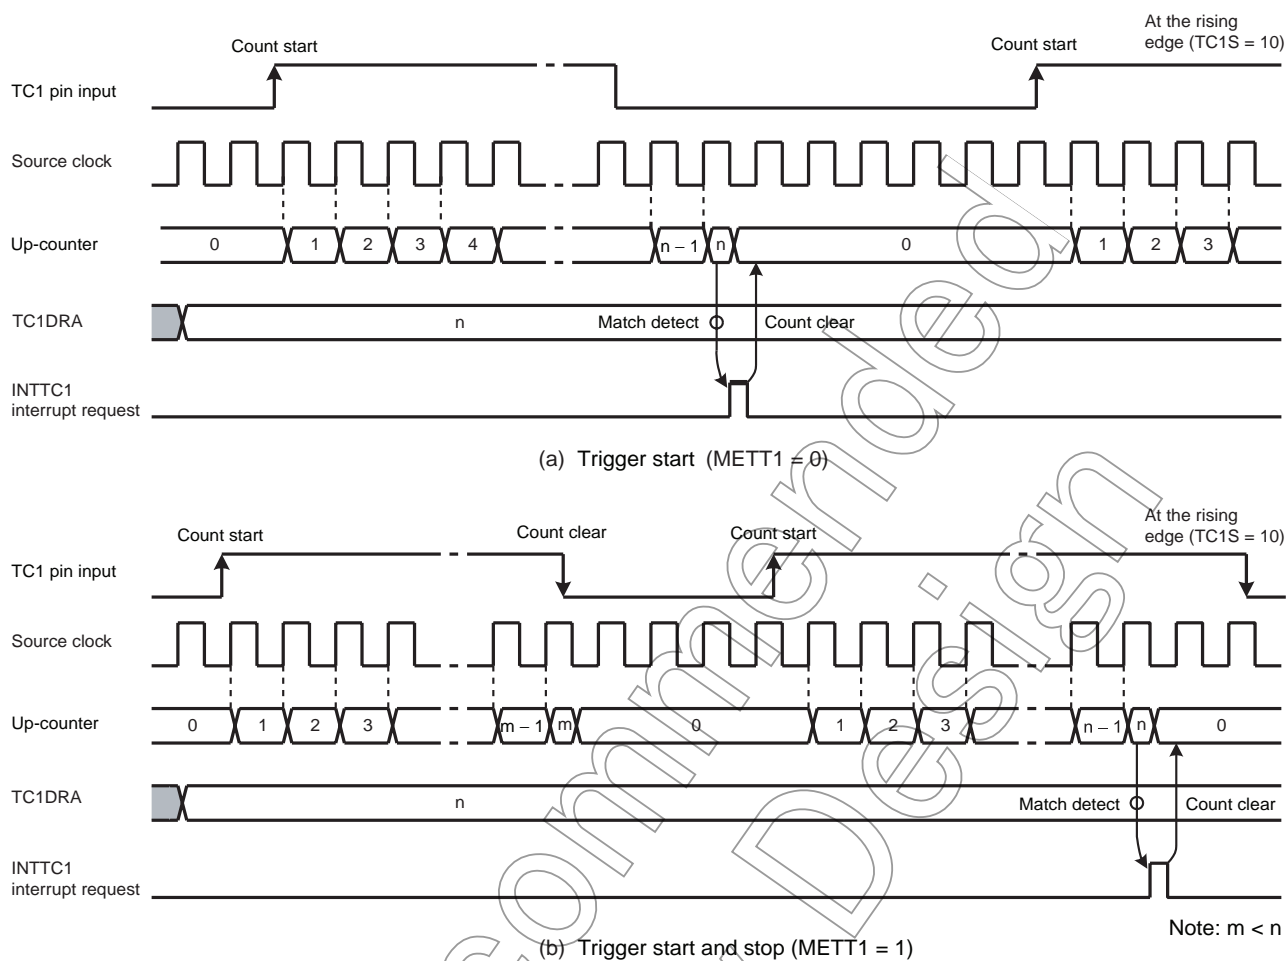 At the rising
Count start
Count start
edge (TC1S = 10)
TC1 pin input
Source clock
Up-counter
0 1 2 3 4 n – 1 n 0 1 2 3
TC1DRA
n Match detect Count clear
INTTC1
interrupt request
(a) Trigger start (METT1 = 0)
At the rising
Count start Count clear Count start edge (TC1S = 10)
TC1 pin input
Source clock
Up-counter
0 1 2 3 m – 1 m 0 1 2 3 n – 1 n 0
TC1DRA
n Match detect Count clear
INTTC1
interrupt request
Note: m < n
(b) Trigger start and stop (METT1 = 1)
Design